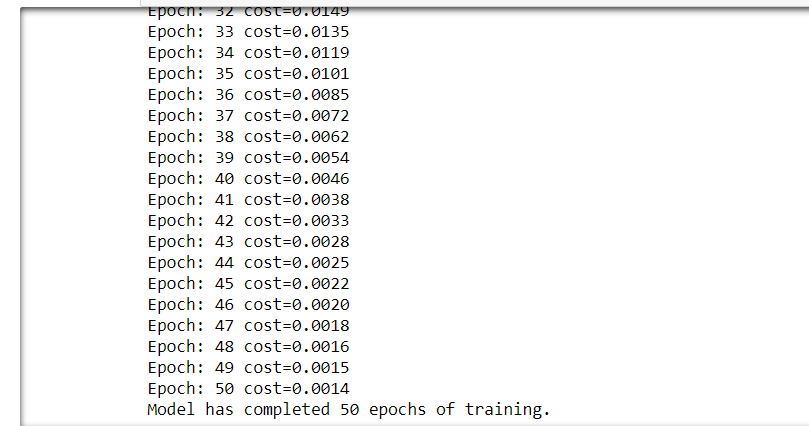 Epoch: 32 cost=0.0149
Epoch: 33 cost=0.0135
Epoch: 34 cost=0.0119
Epoch: 35 cost=0.0101
Epoch: 36 cost=0.0085
Epoch: 37 cost=0.0072
Epoch: 38 cost=0.0062
Epoch: 39 cost=0.0054
Epoch: 40 cost=0.0046
Epoch: 41 cost=0.0038
Epoch: 42 cost=0.0033
Epoch: 43 cost=0.0028
Epoch: 44 cost=0.0025
Epoch: 45 cost=0.0022
Epoch: 46 cost=0.0020
Epoch: 47 cost=0.0018
Epoch: 48 cost=0.0016
Epoch: 49 cost=0.0015
Epoch: 50 cost=0.0014
Model has completed 50 epochs of training.